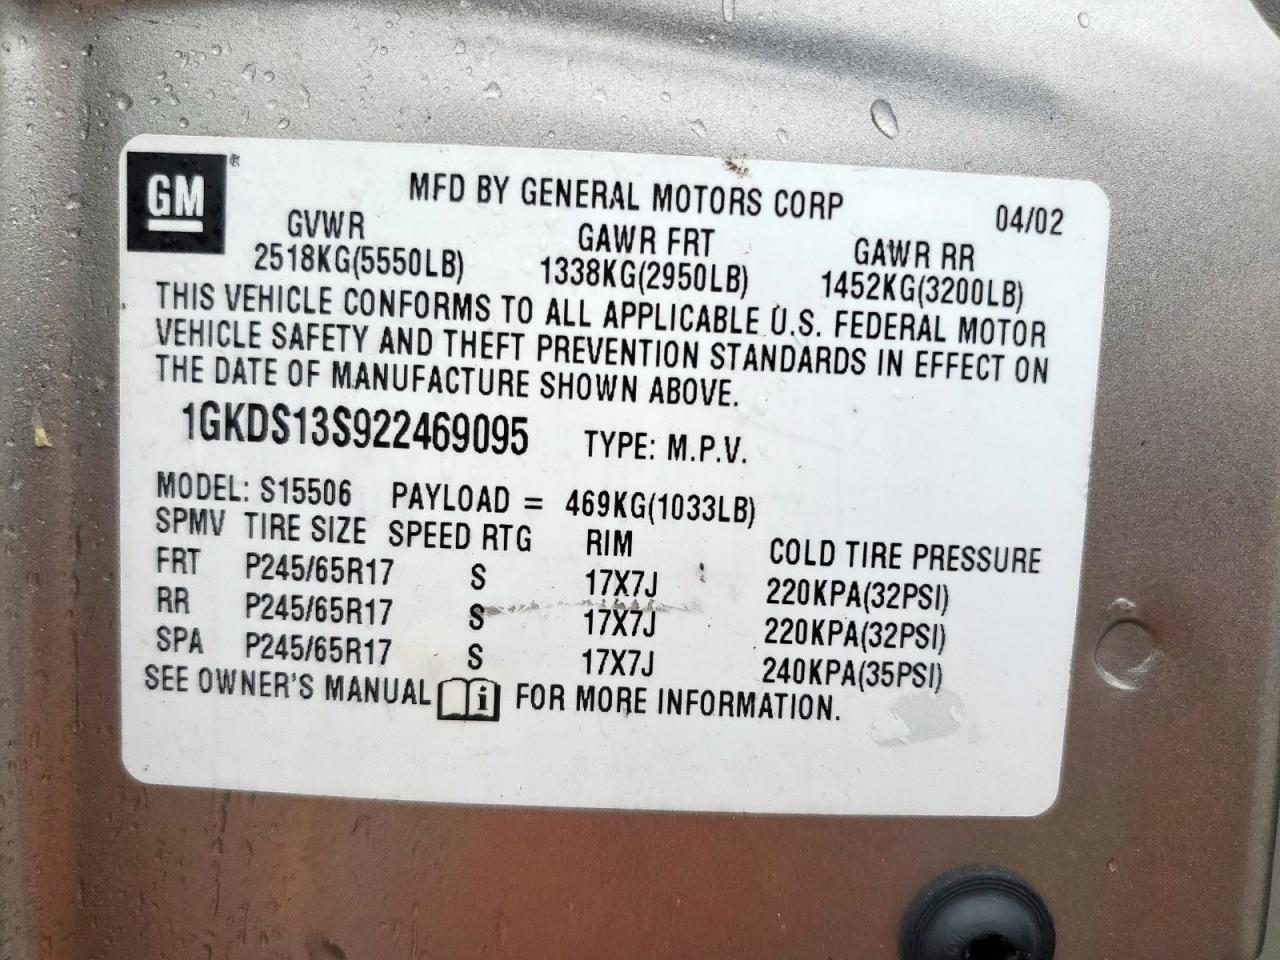 GM ®
MFD BY GENERAL MOTORS CORP 04/02
GVWR GAWR FRT GAWR RR
2518KG(5550LB) 1338KG(2950LB) 1452KG(3200LB)
THIS VEHICLE CONFORMS TO ALL APPLICABLE U.S. FEDERAL MOTOR
VEHICLE SAFETY AND THEFT PREVENTION STANDARDS IN EFFECT ON
THE DATE OF MANUFACTURE SHOWN ABOVE.
1GKDS13S922469095 TYPE: M.P.V.
MODEL: S15506 PAYLOAD = 469KG(1033LB)
SPMV TIRE SIZE SPEED RTG RIM COLD TIRE PRESSURE
FRT P245/65R17 S 17X7J 220KPA(32PSI)
RR P245/65R17 S 17X7J 220KPA(32PSI)
SPA P245/65R17 S 17X7J 240KPA(35PSI)
SEE OWNER'S MANUAL i FOR MORE INFORMATION.